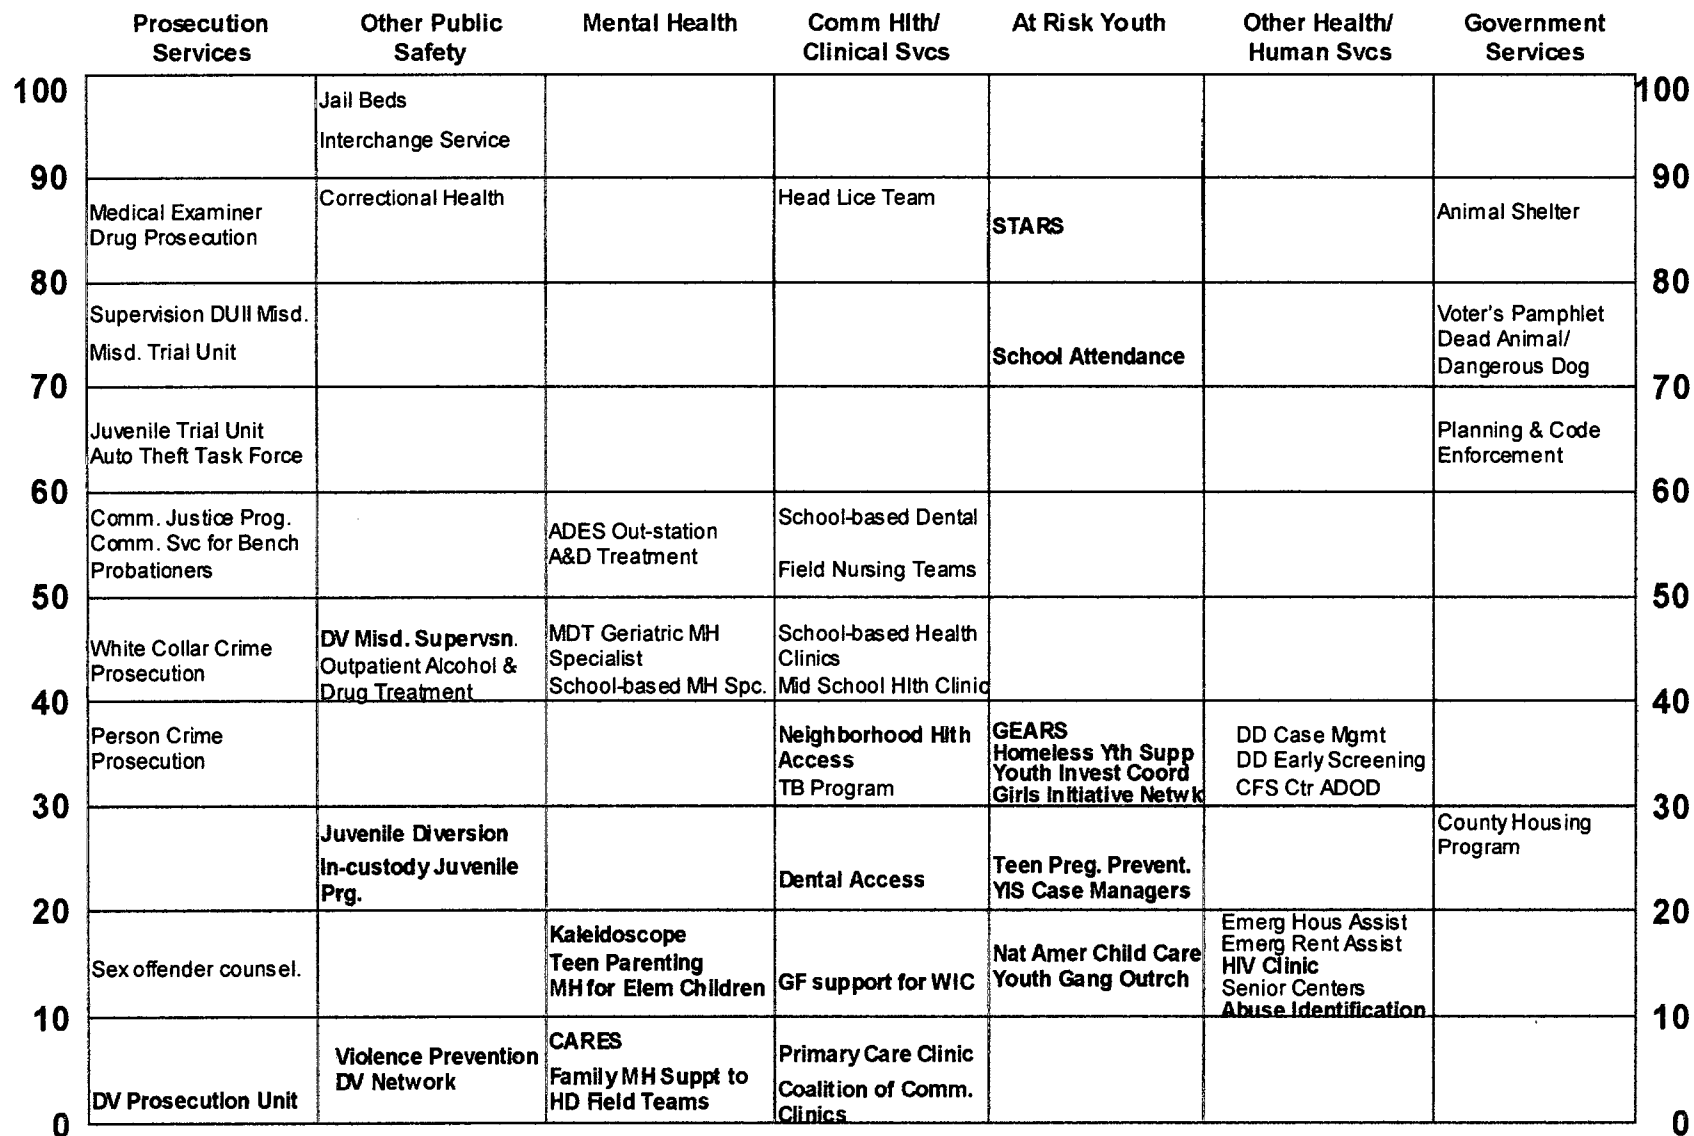 Prosecution Services
Other Public Safety
Mental Health
Comm Hlth/ Clinical Svcs
At Risk Youth
Other Health/ Human Svcs
Government Services
100
Jail Beds
Interchange Service
100
90
Medical Examiner
Drug Prosecution
Correctional Health
Head Lice Team
STARS
Animal Shelter
90
80
Supervision DUII Misd.
Misd. Trial Unit
School Attendance
Voter's Pamphlet
Dead Animal/
Dangerous Dog
80
70
Juvenile Trial Unit
Auto Theft Task Force
Planning & Code
Enforcement
70
60
Comm. Justice Prog.
Comm. Svc for Bench
Probationers
ADES Out-station
A&D Treatment
School-based Dental
Field Nursing Teams
60
50
White Collar Crime
Prosecution
DV Misd. Supervsn.
Outpatient Alcohol &
Drug Treatment
MDT Geriatric MH
Specialist
School-based MH Spc.
School-based Health
Clinics
Mid School Hlth Clinic
50
40
Person Crime
Prosecution
Neighborhood Hlth
Access
TB Program
GEARS
Homeless Yth Supp
Youth Invest Coord
Girls Initiative Netwk
DD Case Mgmt
DD Early Screening
CFS Ctr ADOD
40
30
Juvenile Diversion
In-custody Juvenile
Prg.
Dental Access
Teen Preg. Prevent.
YIS Case Managers
County Housing
Program
30
20
Sex offender counsel.
Kaleidoscope
Teen Parenting
MH for Elem Children
GF support for WIC
Nat Amer Child Care
Youth Gang Outrch
Emerg Hous Assist
Emerg Rent Assist
HIV Clinic
Senior Centers
Abuse Identification
20
10
DV Prosecution Unit
Violence Prevention
DV Network
CARES
Family MH Suppt to
HD Field Teams
Primary Care Clinic
Coalition of Comm.
Clinics
10
0
0